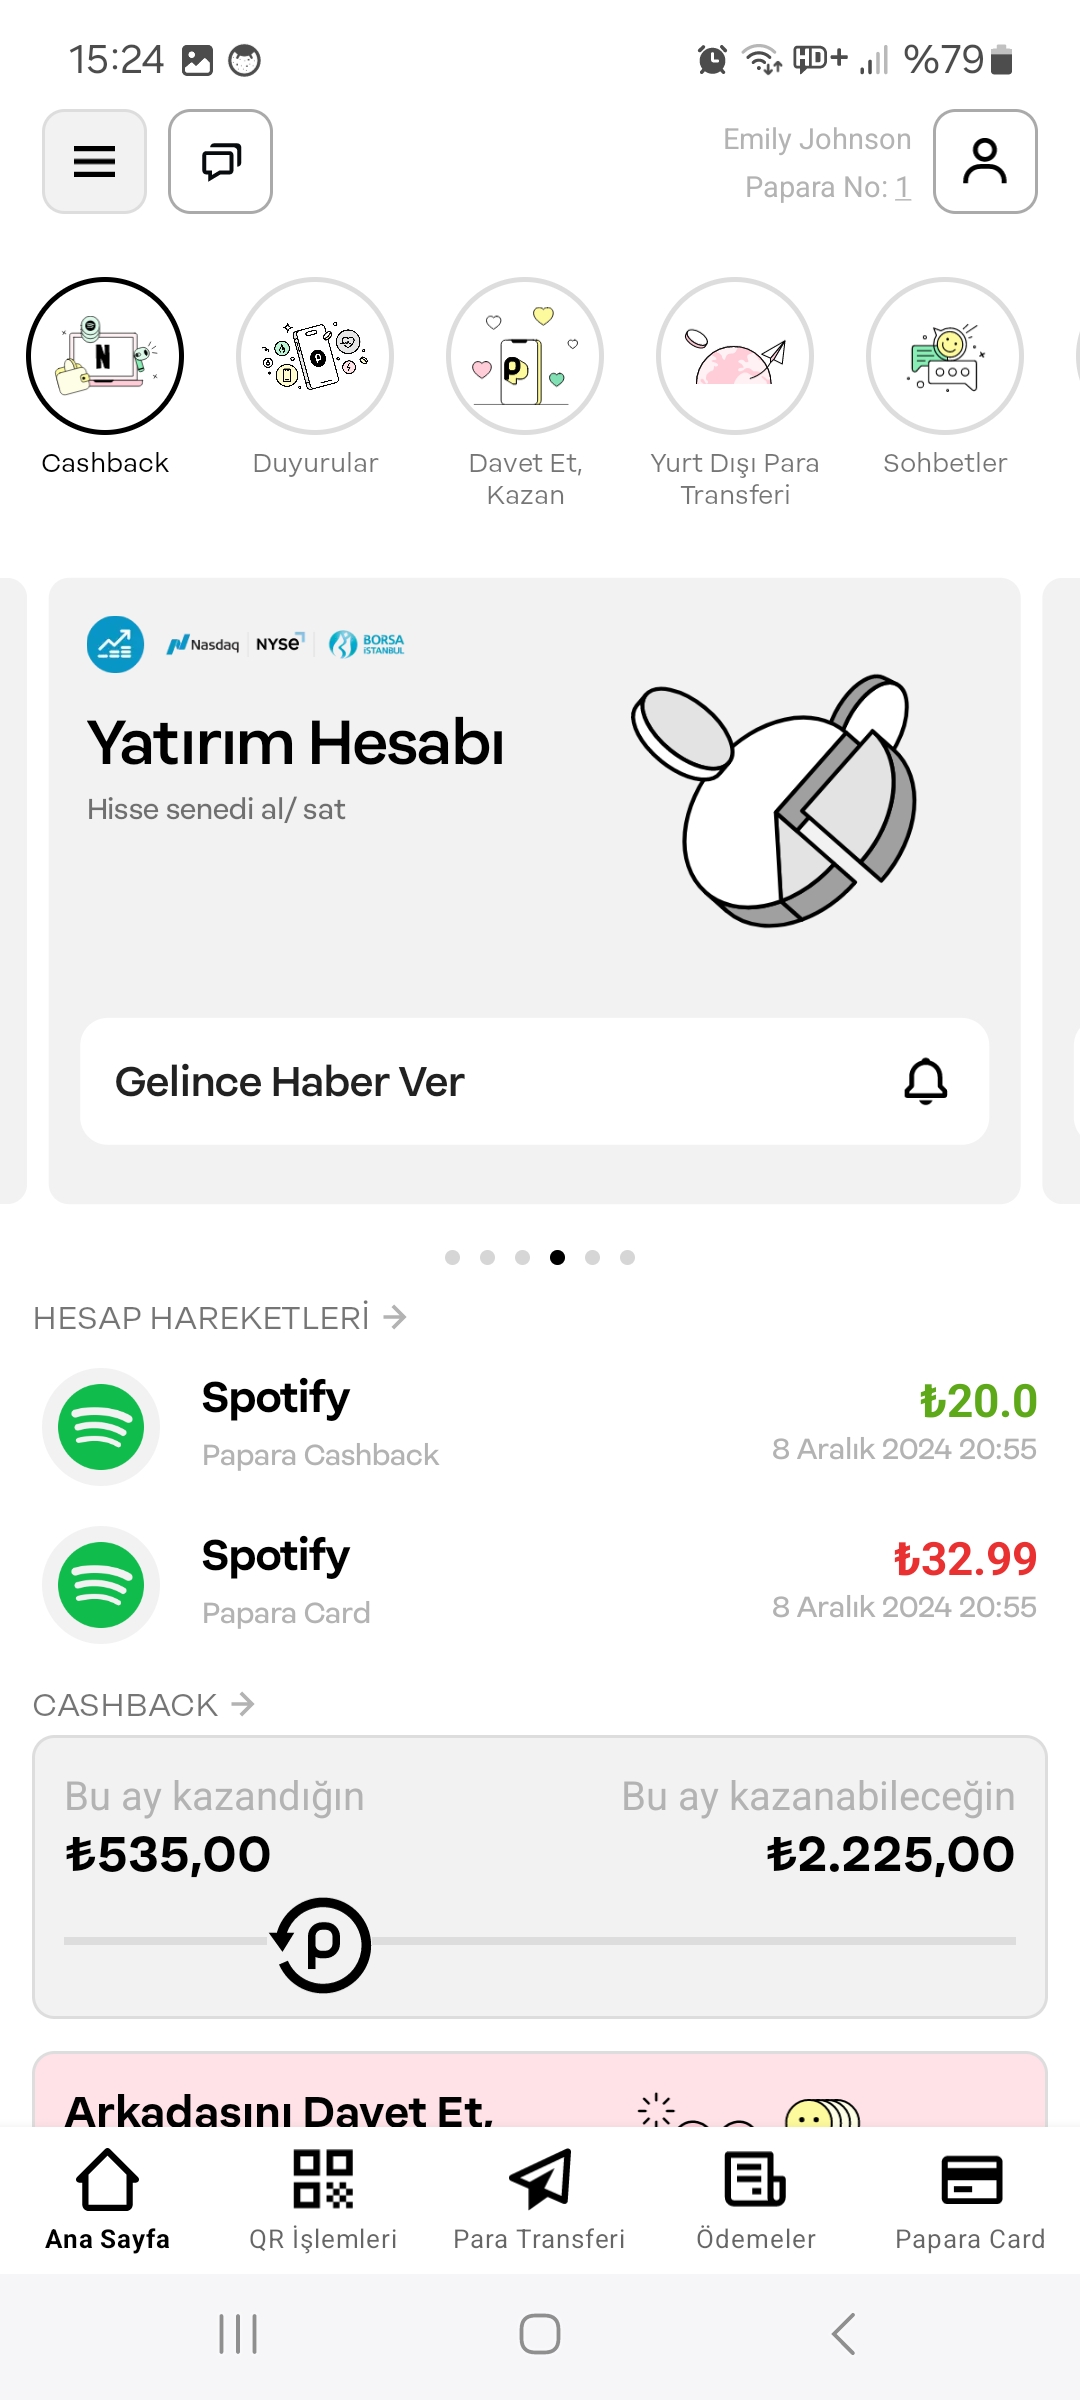 15:24
HD+
%79
Emily Johnson
Papara No: 1
N
Cashback
Duyurular
Davet Et,
Kazan
Yurt Dışı Para
Transferi
Sohbetler
Nasdaq
NYSE
BORSA
İSTANBUL
Yatırım Hesabı
Hisse senedi al/ sat
Gelince Haber Ver
HESAP HAREKETLERİ
Spotify
₺20.0
Papara Cashback
8 Aralık 2024 20:55
Spotify
₺32.99
Papara Card
8 Aralık 2024 20:55
CASHBACK
Bu ay kazandığın
Bu ay kazanabileceğin
₺535,00
₺2.225,00
Arkadaşını Davet Et,
Ana Sayfa
QR İşlemleri
Para Transferi
Ödemeler
Papara Card